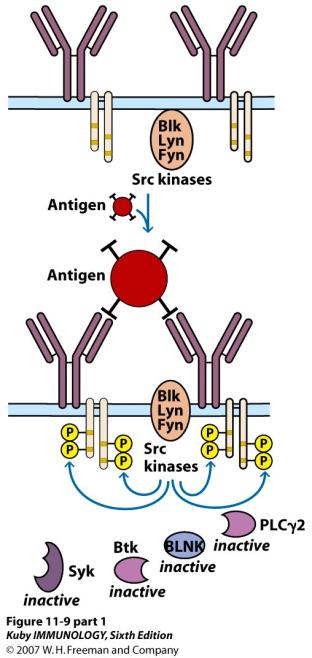 Blk
Lyn
Fyn
Src kinases
Antigen
Antigen
Blk
Lyn
Fyn
P
P
P
P
P
P
P
P
Src
kinases
PLCγ2
inactive
BLNK
inactive
Btk
inactive
Syk
inactive
Figure 11-9 part 1
Kuby IMMUNOLOGY, Sixth Edition
© 2007 W. H. Freeman and Company